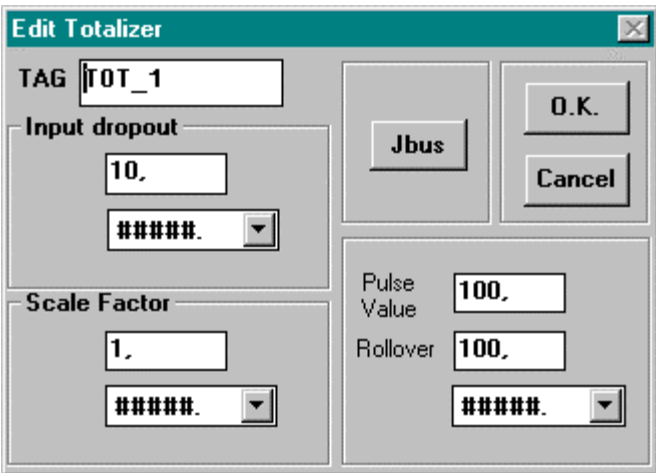 Edit Totalizer
TAG TOT_1
Input dropout
10,
#####.
Scale Factor
1,
#####.
Jbus
O.K.
Cancel
Pulse
Value 100,
Rollover 100,
#####.